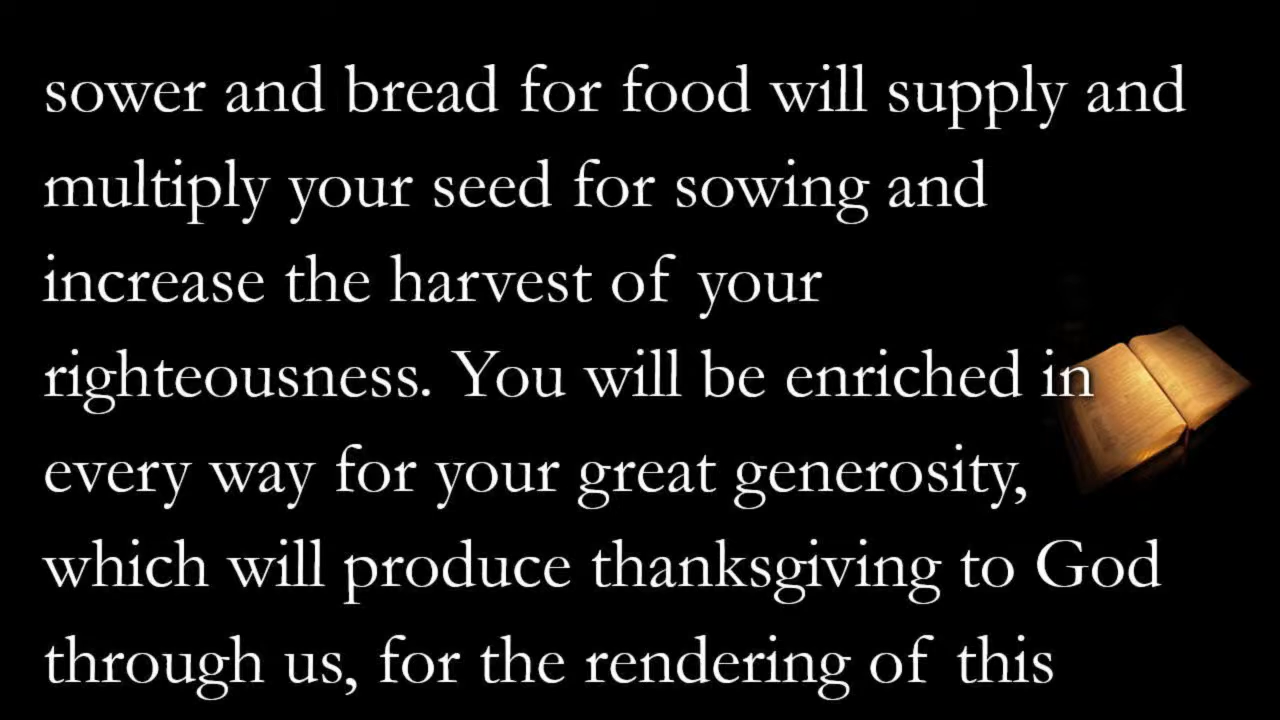 sower and bread for food will supply and
multiply your seed for sowing and
increase the harvest of your
righteousness. You will be enriched in
every way for your great generosity,
which will produce thanksgiving to God
through us, for the rendering of this